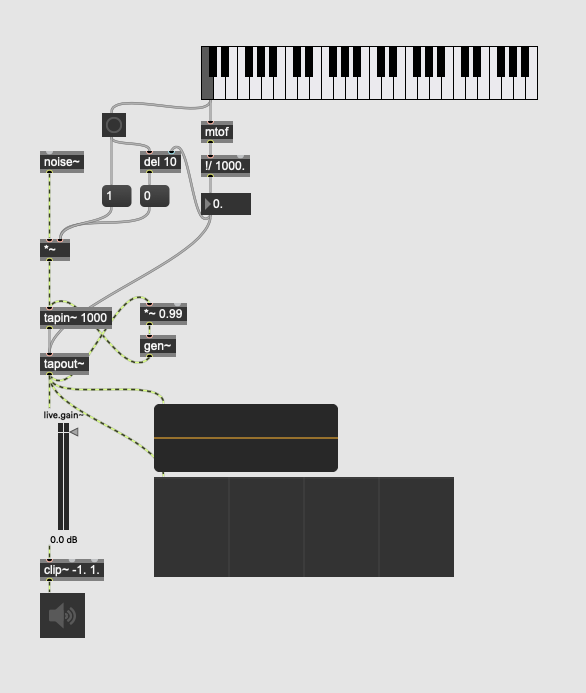 mtof
noise~
del 10
!/ 1000.
1
0
0.
*~
tapin~ 1000
*~ 0.99
gen~
tapout~
live.gain~
0.0 dB
clip~ -1. 1.